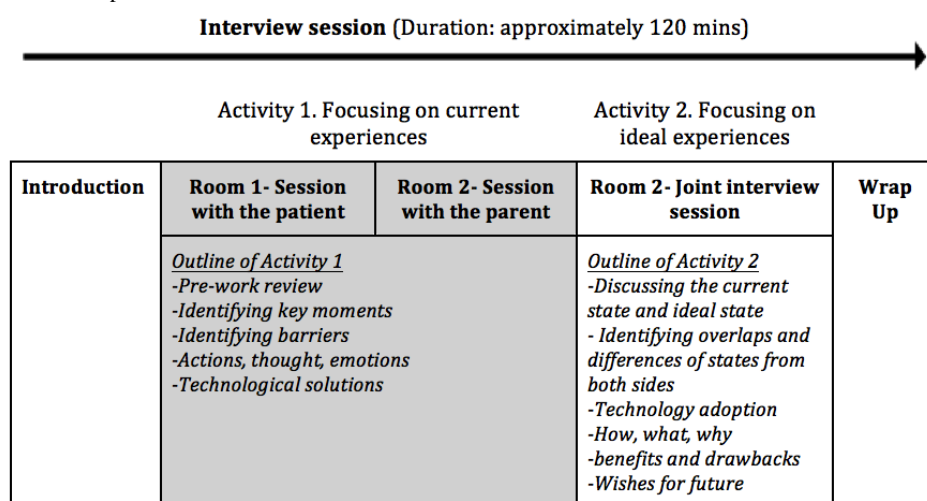 Interview session (Duration: approximately 120 mins)
Activity 1. Focusing on current
experiences
Activity 2. Focusing on
ideal experiences
Introduction
Room 1- Session
with the patient
Room 2- Session
with the parent
Room 2- Joint interview
session
Wrap
Up
Outline of Activity 1
-Pre-work review
-Identifying key moments
-Identifying barriers
-Actions, thought, emotions
-Technological solutions
Outline of Activity 2
-Discussing the current
state and ideal state
- Identifying overlaps and
differences of states from
both sides
-Technology adoption
-How, what, why
-benefits and drawbacks
-Wishes for future